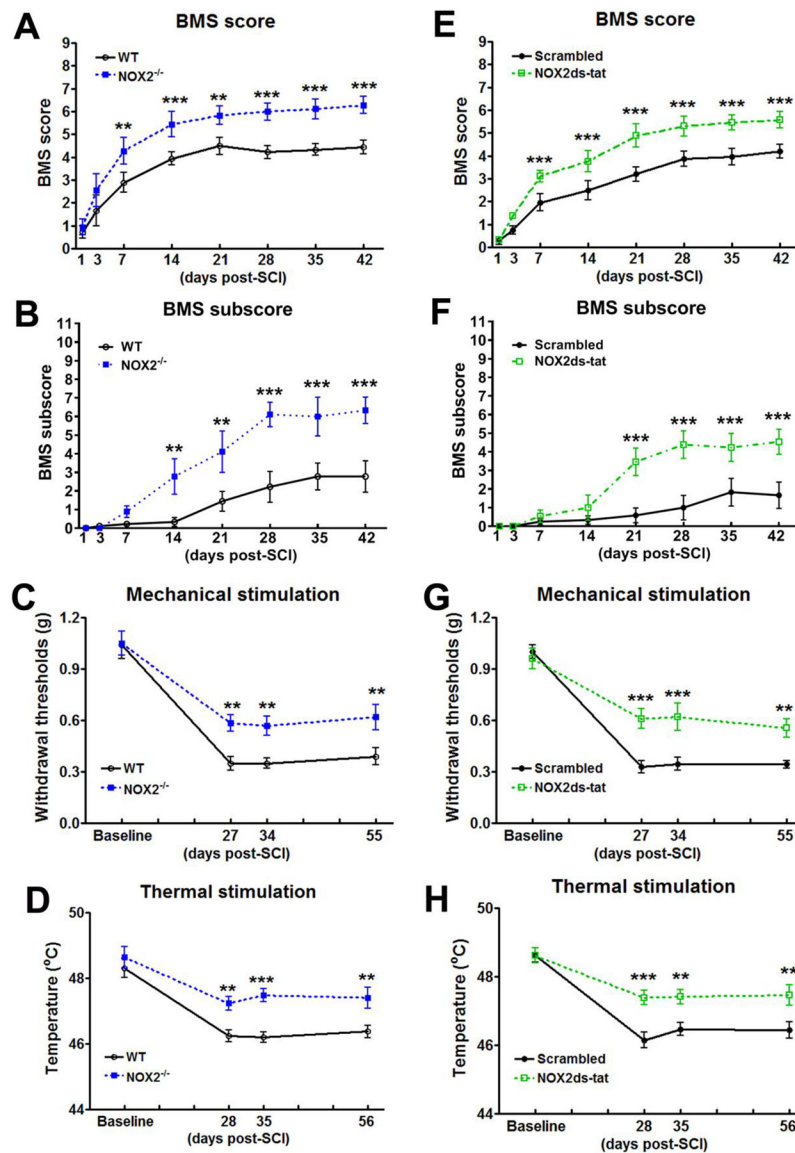 A
BMS score
BMS score
9
8
7
6
5
4
3
2
1
0
WT
NOX2-/-
** *** ** *** *** ***
1 3 7 14 21 28 35 42
(days post-SCI)
B
BMS subscore
BMS subscore
11
10
9
8
7
6
5
4
3
2
1
0
WT
NOX2-/-
** ** *** *** ***
1 3 7 14 21 28 35 42
(days post-SCI)
C
Mechanical stimulation
Withdrawal thresholds (g)
1.2
0.9
0.6
0.3
0.0
** ** **
WT
NOX2-/-
Baseline 27 34 55
(days post-SCI)
D
Thermal stimulation
Temperature (°C)
50
48
46
44
** *** **
WT
NOX2-/-
Baseline 28 35 56
(days post-SCI)
E
BMS score
BMS score
9
8
7
6
5
4
3
2
1
0
Scrambled
NOX2ds-tat
*** *** *** *** *** ***
1 3 7 14 21 28 35 42
(days post-SCI)
F
BMS subscore
BMS subscore
11
10
9
8
7
6
5
4
3
2
1
0
Scrambled
NOX2ds-tat
*** *** *** ***
1 3 7 14 21 28 35 42
(days post-SCI)
G
Mechanical stimulation
Withdrawal thresholds (g)
1.2
0.9
0.6
0.3
0.0
*** *** **
Scrambled
NOX2ds-tat
Baseline 27 34 55
(days post-SCI)
H
Thermal stimulation
Temperature (°C)
50
48
46
44
*** ** **
Scrambled
NOX2ds-tat
Baseline 28 35 56
(days post-SCI)